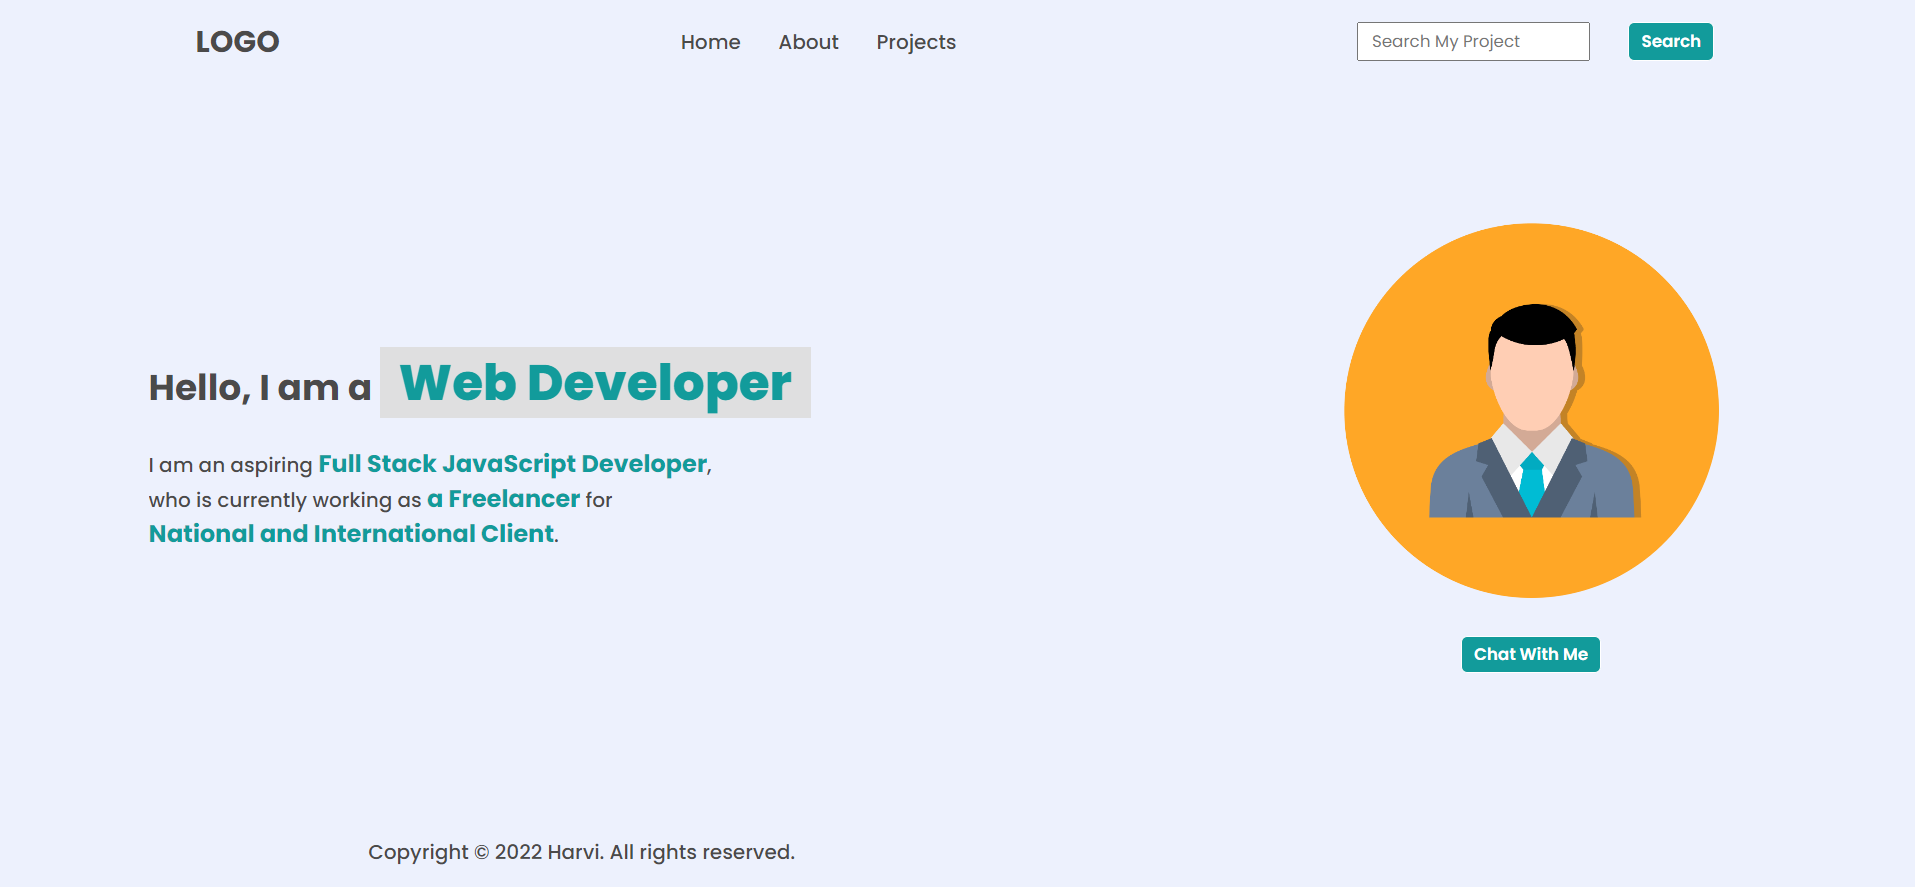 LOGO
Home About Projects
Search My Project
Search
Hello, I am a Web Developer
I am an aspiring Full Stack JavaScript Developer,
who is currently working as a Freelancer for
National and International Client.
Chat With Me
Copyright © 2022 Harvi. All rights reserved.